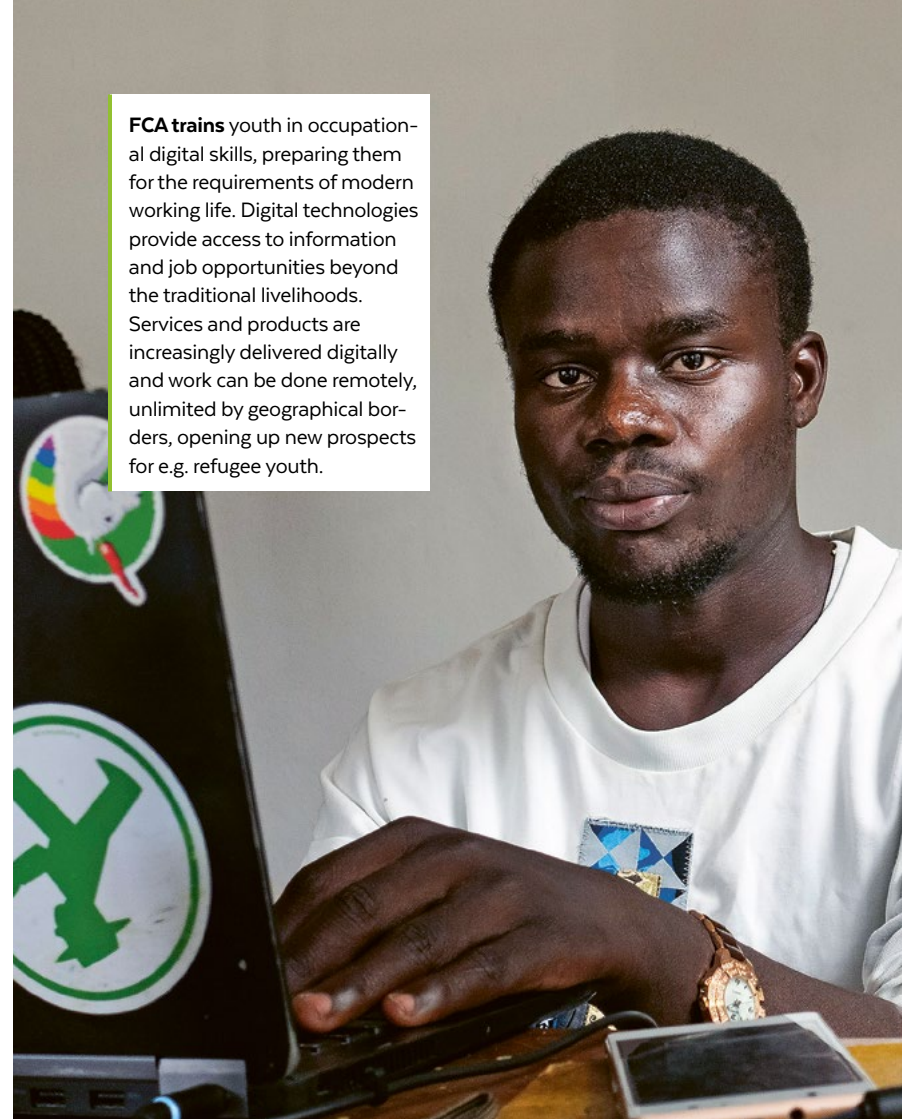 FCA trains youth in occupation-
al digital skills, preparing them
for the requirements of modern
working life. Digital technologies
provide access to information
and job opportunities beyond
the traditional livelihoods.
Services and products are
increasingly delivered digitally
and work can be done remotely,
unlimited by geographical bor-
ders, opening up new prospects
for e.g. refugee youth.